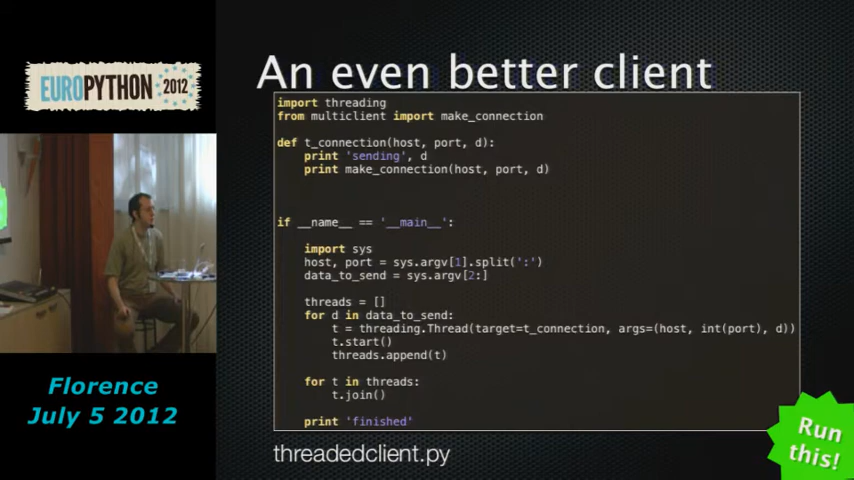 EUROPYTHON 2012
An even better client
import threading
from multiclient import make_connection
def t_connection(host, port, d):
print 'sending', d
print make_connection(host, port, d)
if __name__ == '__main__':
import sys
host, port = sys.argv[1].split(':')
data_to_send = sys.argv[2:]
threads = []
for d in data_to_send:
t = threading.Thread(target=t_connection, args=(host, int(port), d))
t.start()
threads.append(t)
for t in threads:
t.join()
print 'finished'
threadedclient.py
Run
this!
Florence
July 5 2012